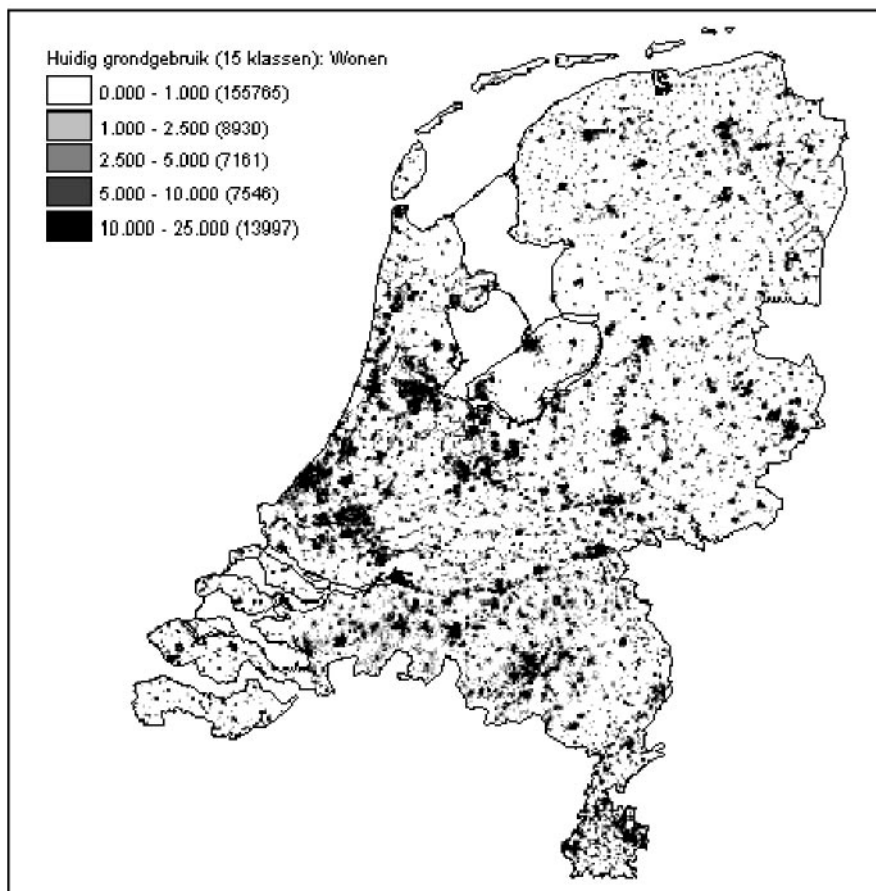 Huidig grondgebruik (15 klassen): Wonen
0.000 - 1.000 (155765)
1.000 - 2.500 (8930)
2.500 - 5.000 (7161)
5.000 - 10.000 (7546)
10.000 - 25.000 (13997)